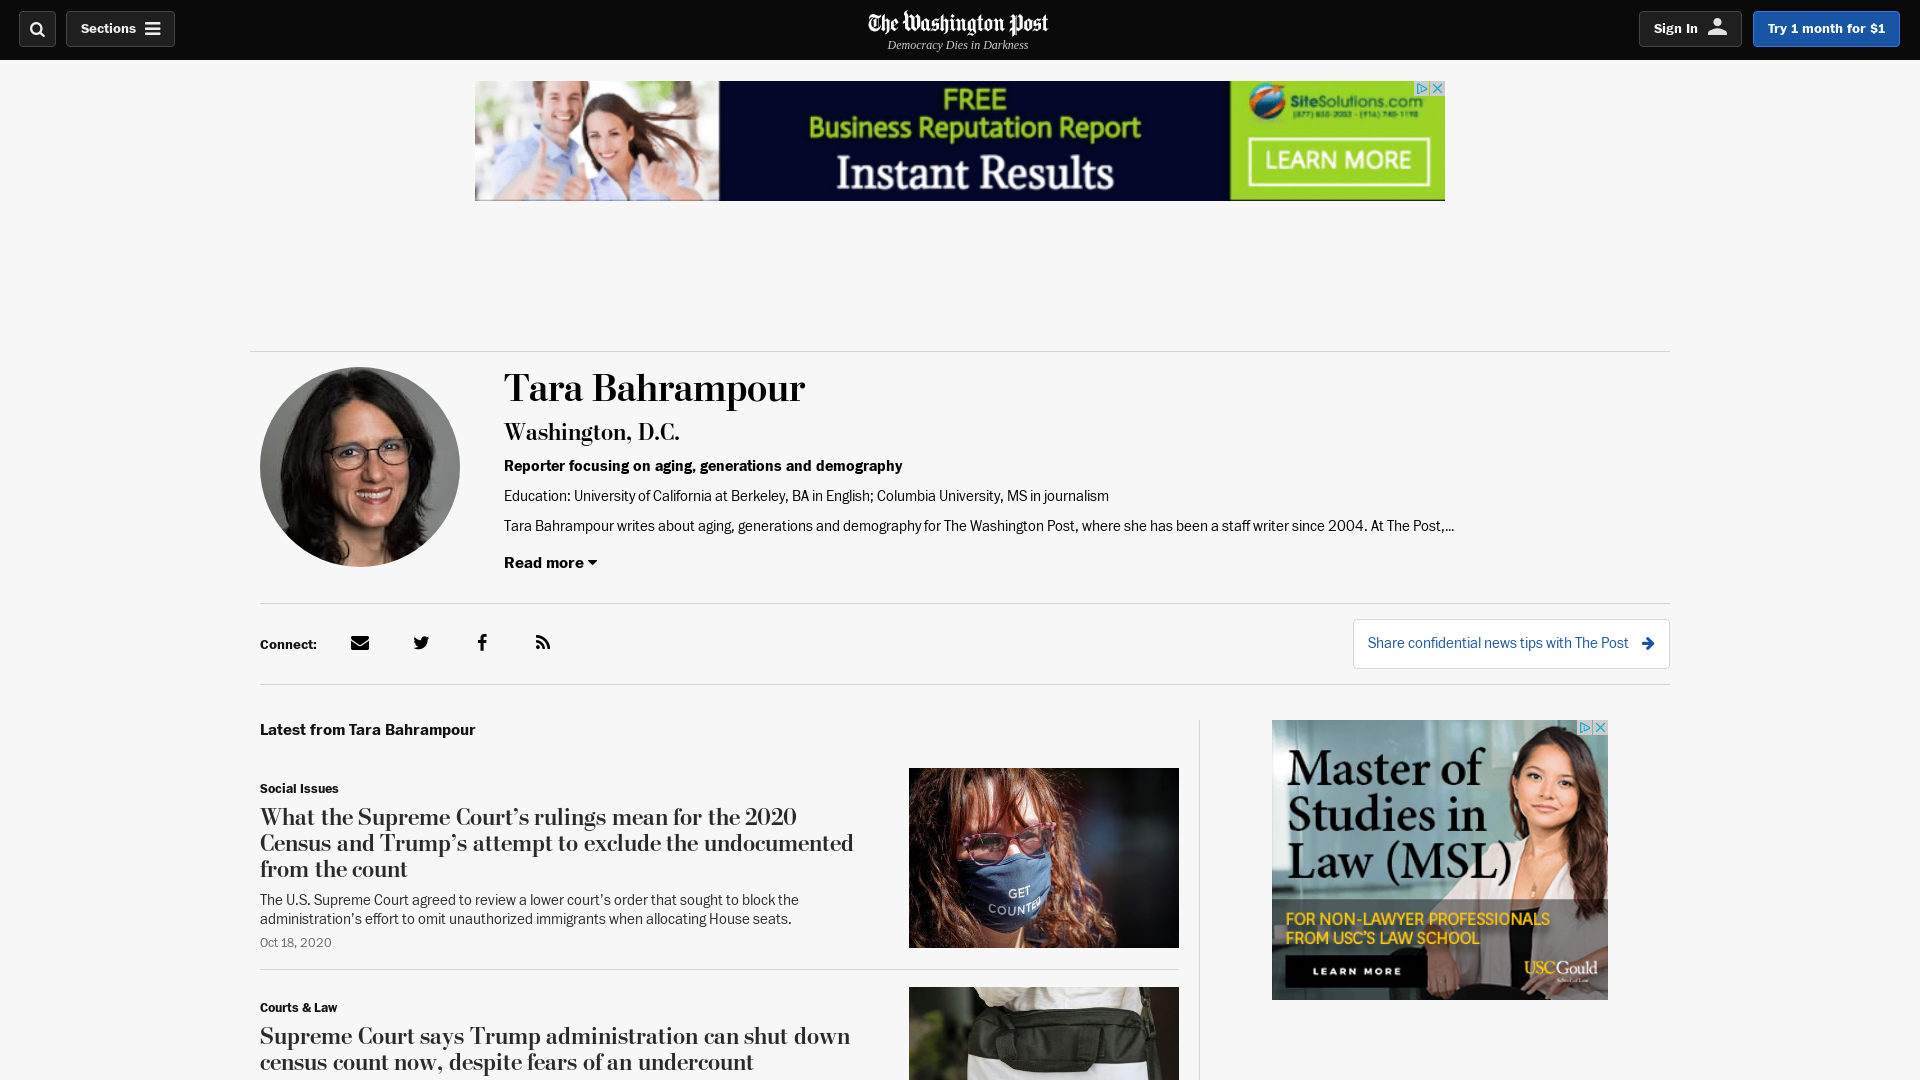 Sections
The Washington Post
Democracy Dies in Darkness
Sign In
Try 1 month for $1
FREE
Business Reputation Report
Instant Results
SiteSolutions.com
LEARN MORE
Tara Bahrampour
Washington, D.C.
Reporter focusing on aging, generations and demography
Education: University of California at Berkeley, BA in English; Columbia University, MS in journalism
Tara Bahrampour writes about aging, generations and demography for The Washington Post, where she has been a staff writer since 2004. At The Post,...
Read more
Connect:
Share confidential news tips with The Post
Latest from Tara Bahrampour
Social Issues
What the Supreme Court’s rulings mean for the 2020
Census and Trump’s attempt to exclude the undocumented
from the count
The U.S. Supreme Court agreed to review a lower court’s order that sought to block the
administration’s effort to omit unauthorized immigrants when allocating House seats.
Oct 18, 2020
GET
COUNTED
Courts & Law
Supreme Court says Trump administration can shut down
census count now, despite fears of an undercount
Master of
Studies in
Law (MSL)
FOR NON-LAWYER PROFESSIONALS
FROM USC’S LAW SCHOOL
LEARN MORE
USCGould